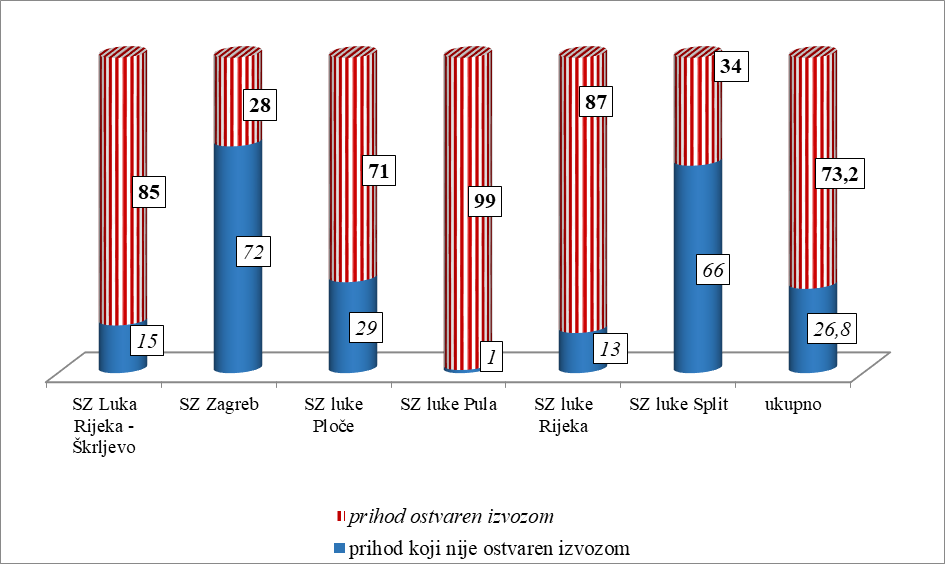 34
28
87
71
73,2
85
99
72
66
29
26,8
15
13
1
SZ Luka
Rijeka -
Škrljevo
SZ Zagreb
SZ luke
Ploče
SZ luke Pula
SZ luke
Rijeka
SZ luke Split
ukupno
prihod ostvaren izvozom
prihod koji nije ostvaren izvozom